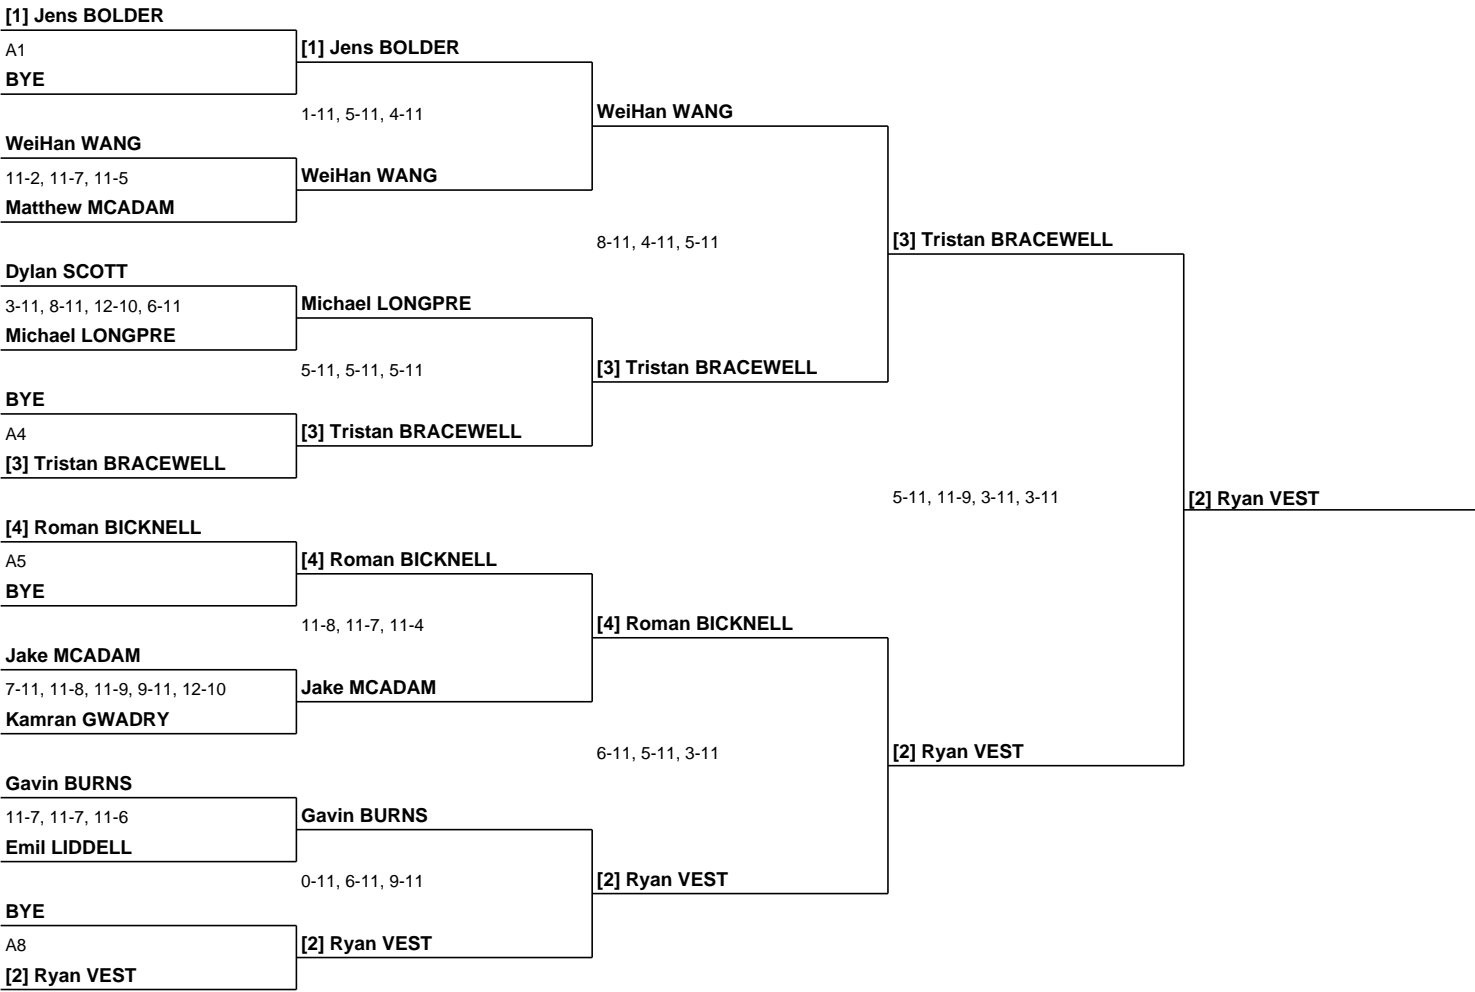 [1] Jens BOLDER
A1
BYE
[1] Jens BOLDER
1-11, 5-11, 4-11
WeiHan WANG
WeiHan WANG
11-2, 11-7, 11-5
Matthew MCADAM
WeiHan WANG
8-11, 4-11, 5-11
[3] Tristan BRACEWELL
Dylan SCOTT
3-11, 8-11, 12-10, 6-11
Michael LONGPRE
Michael LONGPRE
5-11, 5-11, 5-11
[3] Tristan BRACEWELL
BYE
A4
[3] Tristan BRACEWELL
[3] Tristan BRACEWELL
5-11, 11-9, 3-11, 3-11
[2] Ryan VEST
[4] Roman BICKNELL
A5
BYE
[4] Roman BICKNELL
11-8, 11-7, 11-4
[4] Roman BICKNELL
Jake MCADAM
7-11, 11-8, 11-9, 9-11, 12-10
Kamran GWADRY
Jake MCADAM
6-11, 5-11, 3-11
[2] Ryan VEST
Gavin BURNS
11-7, 11-7, 11-6
Emil LIDDELL
Gavin BURNS
0-11, 6-11, 9-11
[2] Ryan VEST
BYE
A8
[2] Ryan VEST
[2] Ryan VEST